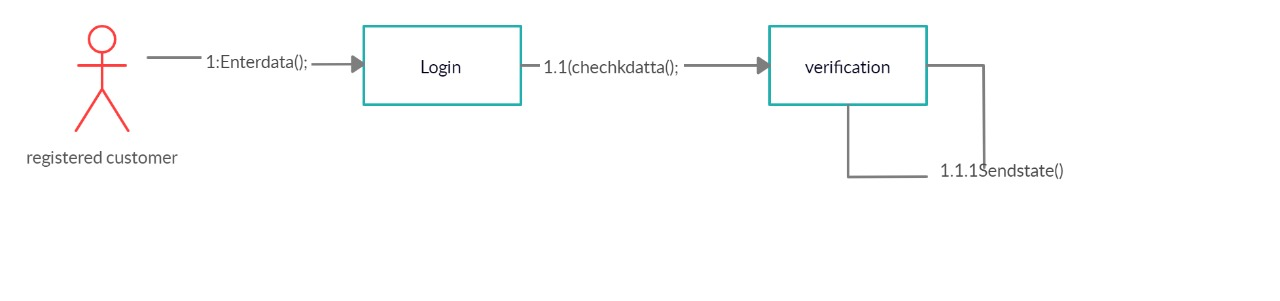 1:Enterdata();
Login
1.1(chechkdatta();
verification
registered customer
1.1.1Sendstate()